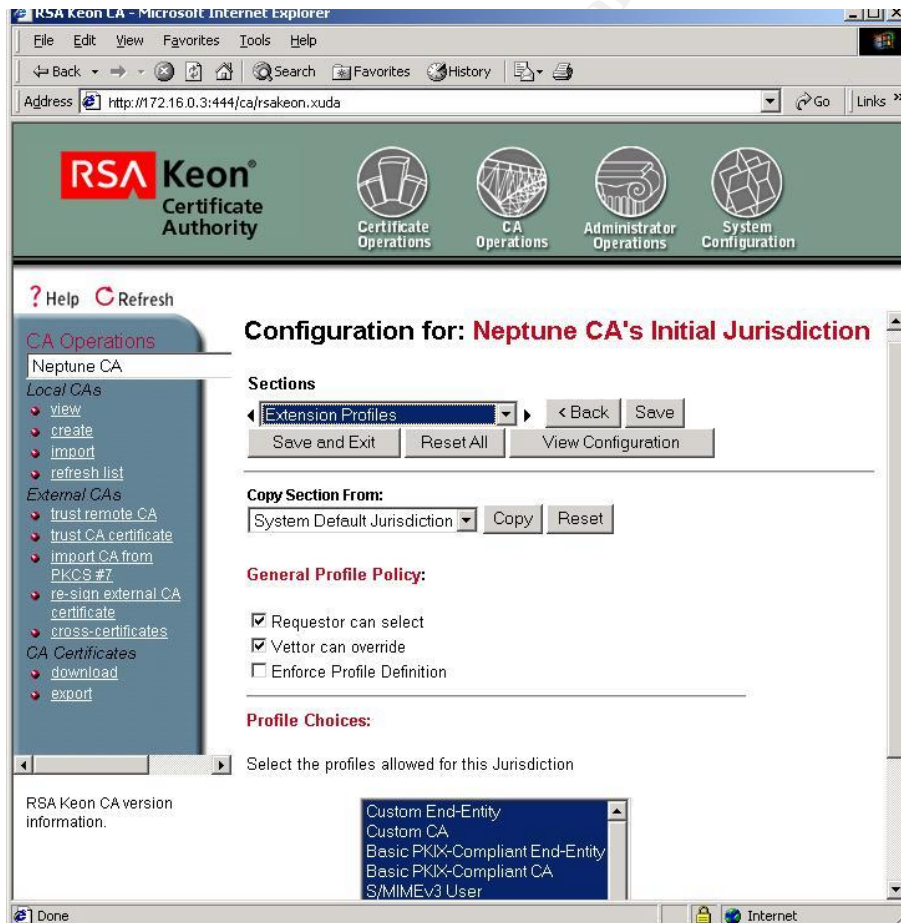 RSA Keon CA - Microsoft Internet Explorer
File Edit View Favorites Tools Help
Back Search Favorites History
Address http://172.16.0.3:444/ca/rsakeon.xuda Go Links »
RSA Keon®
Certificate
Authority
Certificate
Operations
CA
Operations
Administrator
Operations
System
Configuration
? Help Refresh
CA Operations
Neptune CA
Local CAs
view
create
import
refresh list
External CAs
trust remote CA
trust CA certificate
import CA from
PKCS #7
re-sign external CA
certificate
cross-certificates
CA Certificates
download
export
RSA Keon CA version
information.
Configuration for: Neptune CA's Initial Jurisdiction
Sections
Extension Profiles < Back Save
Save and Exit Reset All View Configuration
Copy Section From:
System Default Jurisdiction Copy Reset
General Profile Policy:
Requestor can select
Vettor can override
Enforce Profile Definition
Profile Choices:
Select the profiles allowed for this Jurisdiction
Custom End-Entity
Custom CA
Basic PKIX-Compliant End-Entity
Basic PKIX-Compliant CA
S/MIMEv3 User
Done Internet